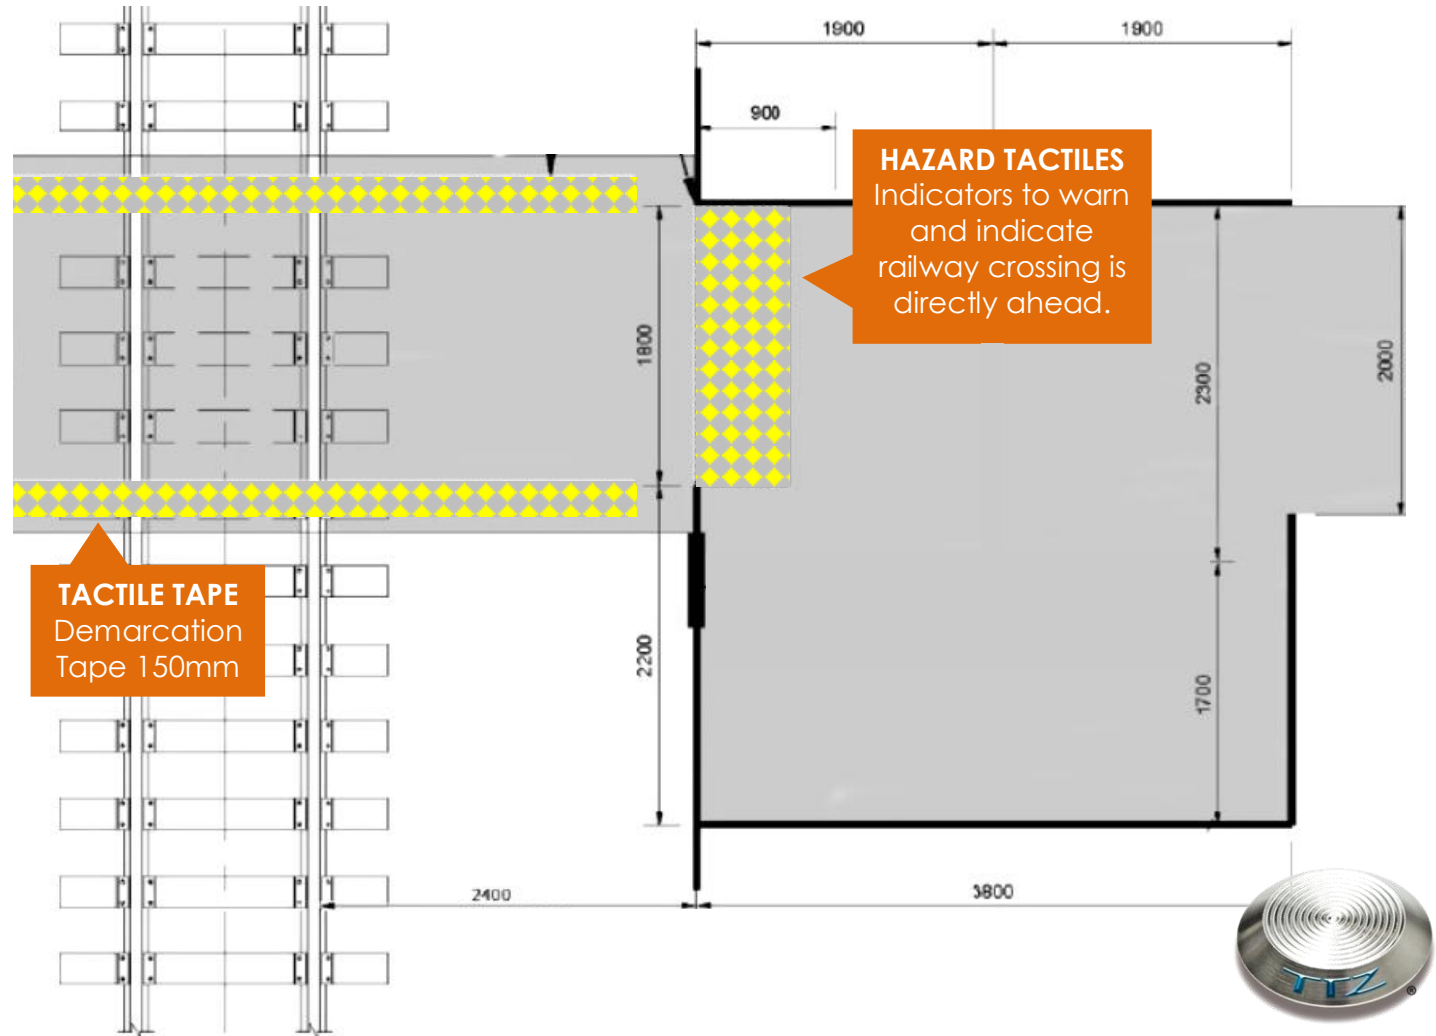 1900
1900
900
HAZARD TACTILES
Indicators to warn
and indicate
railway crossing is
directly ahead.
1800
2300
2000
TACTILE TAPE
Demarcation
Tape 150mm
2200
1700
2400
3800
TTZ
®